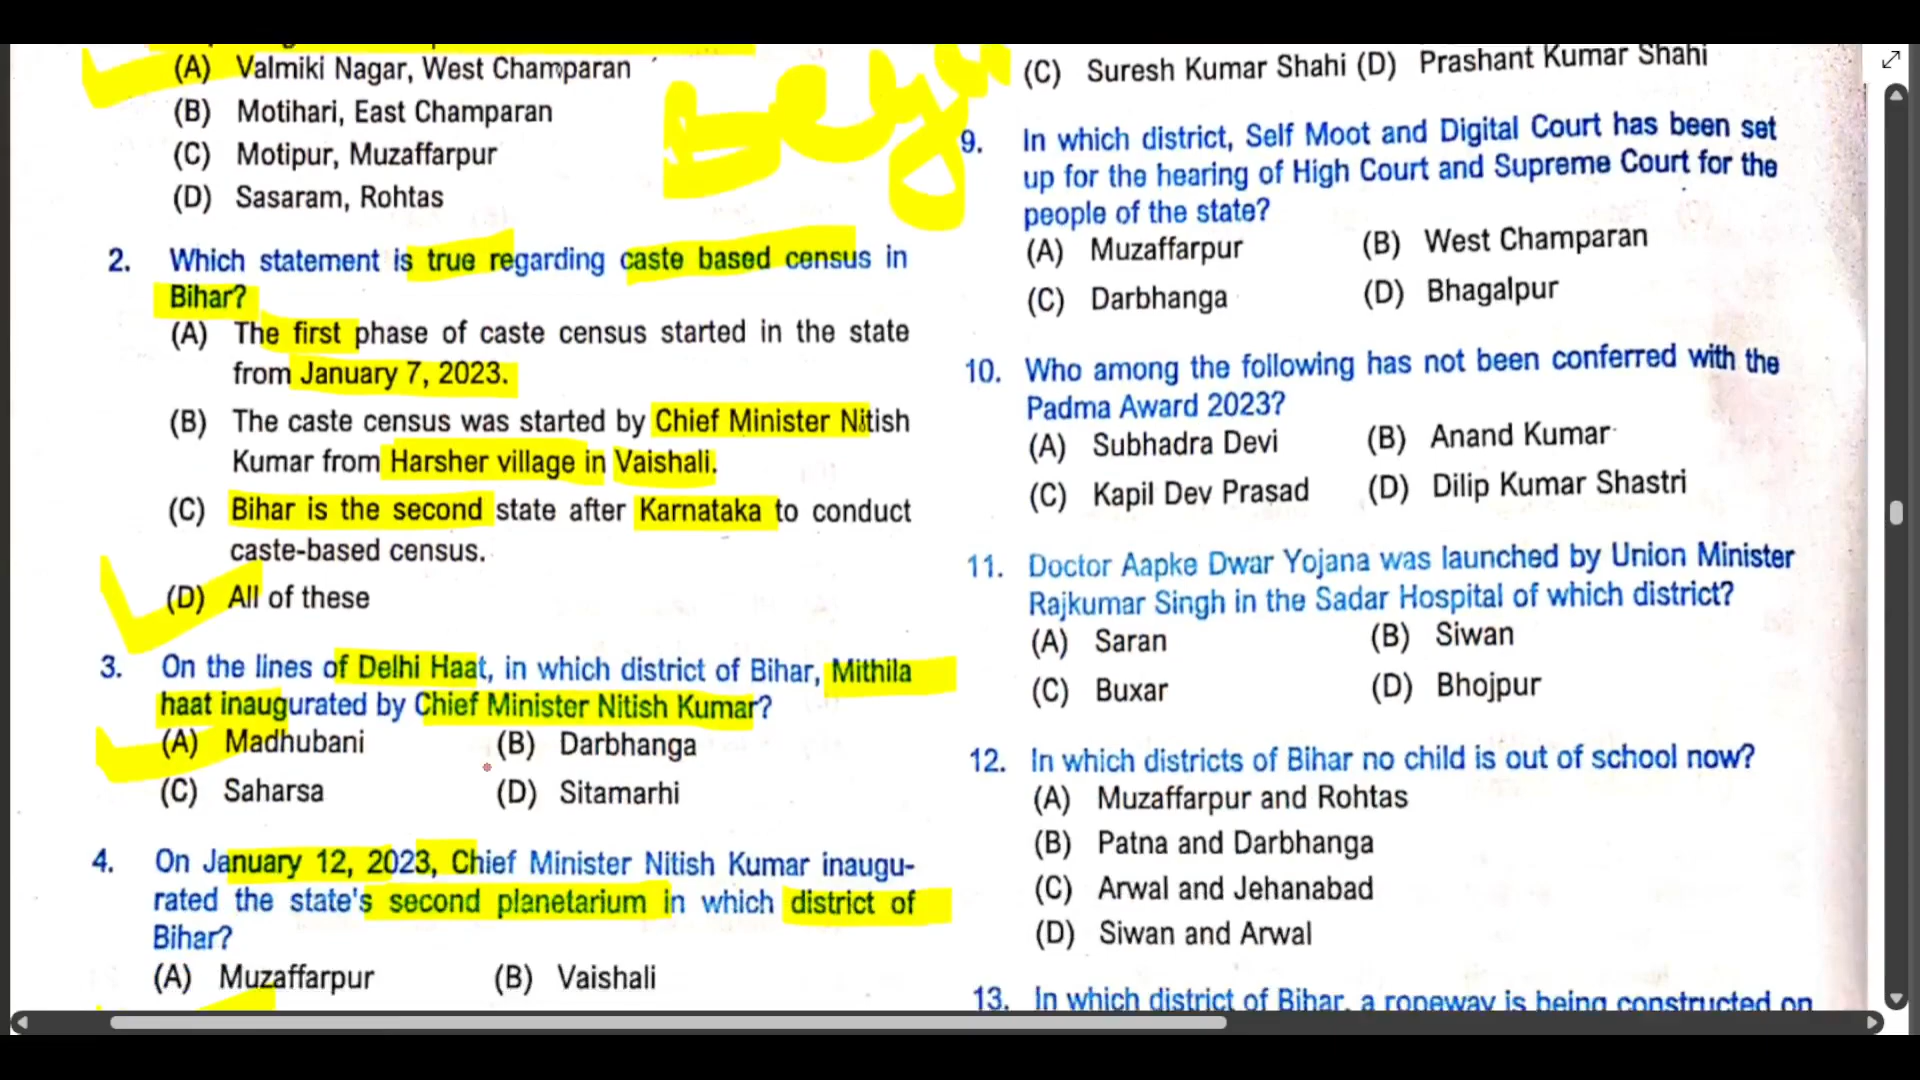 (A) Valmiki Nagar, West Champaran
(B) Motihari, East Champaran
(C) Motipur, Muzaffarpur
(D) Sasaram, Rohtas
2. Which statement is true regarding caste based census in
Bihar?
(A) The first phase of caste census started in the state
from January 7, 2023.
(B) The caste census was started by Chief Minister Nitish
Kumar from Harsher village in Vaishali.
(C) Bihar is the second state after Karnataka to conduct
caste-based census.
(D) All of these
3. On the lines of Delhi Haat, in which district of Bihar, Mithila
haat inaugurated by Chief Minister Nitish Kumar?
(A) Madhubani (B) Darbhanga
(C) Saharsa (D) Sitamarhi
4. On January 12, 2023, Chief Minister Nitish Kumar inaugu-
rated the state's second planetarium in which district of
Bihar?
(A) Muzaffarpur (B) Vaishali
(C) Suresh Kumar Shahi (D) Prashant Kumar Shahi
9. In which district, Self Moot and Digital Court has been set
up for the hearing of High Court and Supreme Court for the
people of the state?
(A) Muzaffarpur (B) West Champaran
(C) Darbhanga (D) Bhagalpur
10. Who among the following has not been conferred with the
Padma Award 2023?
(A) Subhadra Devi (B) Anand Kumar
(C) Kapil Dev Prasad (D) Dilip Kumar Shastri
11. Doctor Aapke Dwar Yojana was launched by Union Minister
Rajkumar Singh in the Sadar Hospital of which district?
(A) Saran (B) Siwan
(C) Buxar (D) Bhojpur
12. In which districts of Bihar no child is out of school now?
(A) Muzaffarpur and Rohtas
(B) Patna and Darbhanga
(C) Arwal and Jehanabad
(D) Siwan and Arwal
13. In which district of Bihar, a ropeway is being constructed on